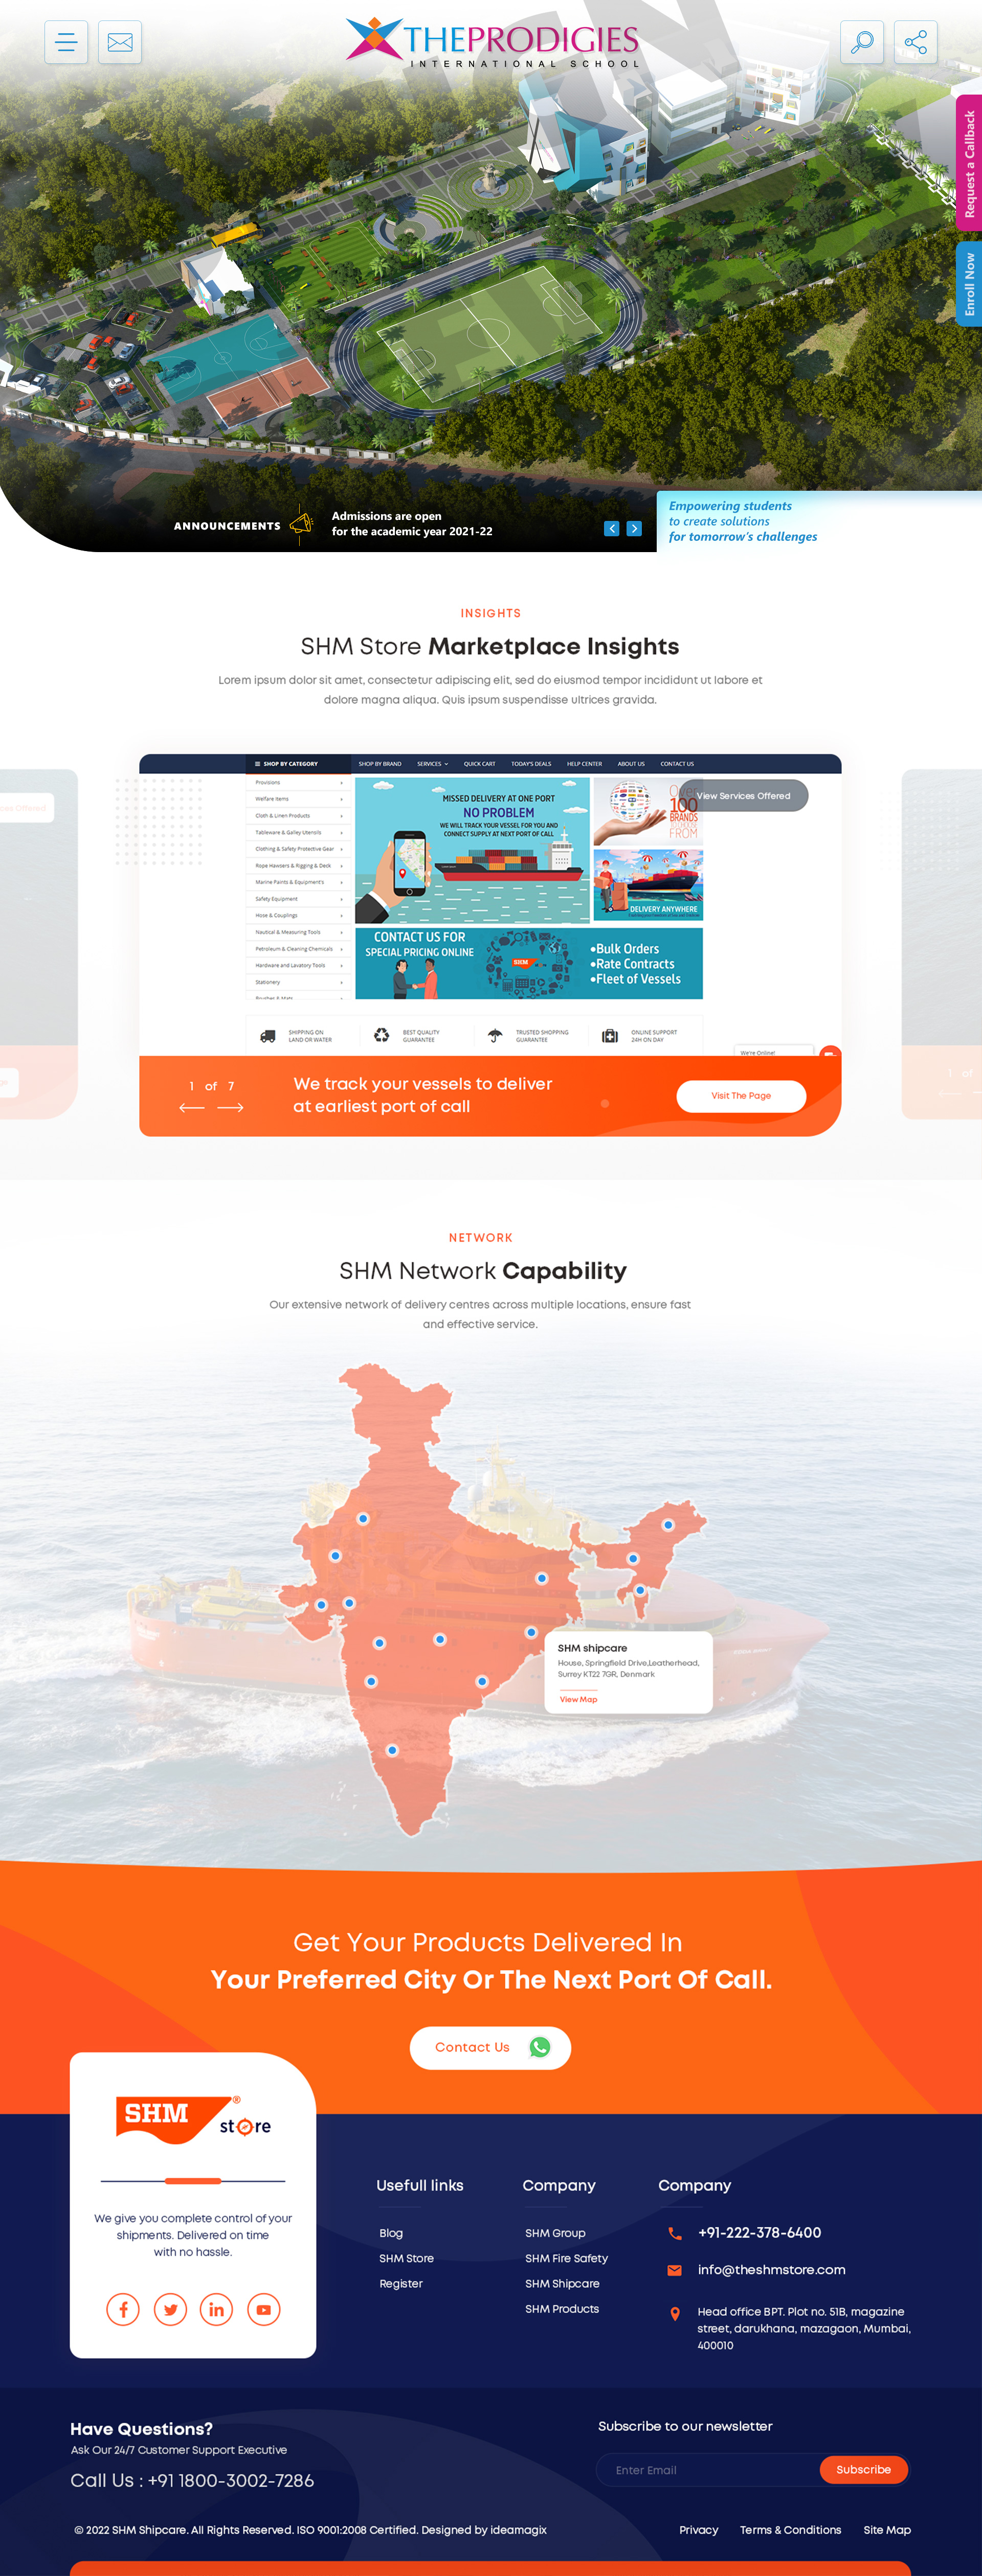 THEPRODIGIES
INTERNATIONAL SCHOOL
Request a Callback
Enroll Now
ANNOUNCEMENTS
Admissions are open
for the academic year 2021-22
Empowering students
to create solutions
for tomorrow's challenges
INSIGHTS
SHM Store Marketplace Insights
Lorem ipsum dolor sit amet, consectetur adipiscing elit, sed do eiusmod tempor incididunt ut labore et
dolore magna aliqua. Quis ipsum suspendisse ultrices gravida.
SHOP BY CATEGORY
SHOP BY BRAND
SERVICES
QUICK CART
TODAY'S DEALS
HELP CENTER
ABOUT US
CONTACT US
Provisions
Welfare Items
Cloth & Linen Products
Tableware & Galley Utensils
Clothing & Safety Protective Gear
Rope Hawsers & Rigging & Deck
Marine Paints & Equipment's
Safety Equipment
Hose & Couplings
Nautical & Measuring Tools
Petroleum & Cleaning Chemicals
Hardware and Lavatory Tools
Stationery
Brushes & Mats
MISSED DELIVERY AT ONE PORT
NO PROBLEM
WE WILL TRACK YOUR VESSEL FOR YOU AND
CONNECT SUPPLY AT NEXT PORT OF CALL
View Services Offered
Over
100
BRANDS
TO CHOOSE
FROM
DELIVERY ANYWHERE
CONTACT US FOR
SPECIAL PRICING ONLINE
SHM
•Bulk Orders
•Rate Contracts
•Fleet of Vessels
SHIPPING ON
LAND OR WATER
BEST QUALITY
GUARANTEE
TRUSTED SHOPPING
GUARANTEE
ONLINE SUPPORT
24H ON DAY
We're Online!
1 of 7
We track your vessels to deliver
at earliest port of call
Visit The Page
1 of
NETWORK
SHM Network Capability
Our extensive network of delivery centres across multiple locations, ensure fast
and effective service.
SHM shipcare
House, Springfield Drive,Leatherhead,
Surrey KT22 7GR, Denmark
View Map
Get Your Products Delivered In
Your Preferred City Or The Next Port Of Call.
Contact Us
SHM®
store
We give you complete control of your
shipments. Delivered on time
with no hassle.
Usefull links
Blog
SHM Store
Register
Company
SHM Group
SHM Fire Safety
SHM Shipcare
SHM Products
Company
+91-222-378-6400
info@theshmstore.com
Head office BPT. Plot no. 51B, magazine
street, darukhana, mazagaon, Mumbai,
400010
Have Questions?
Ask Our 24/7 Customer Support Executive
Call Us : +91 1800-3002-7286
Subscribe to our newsletter
Enter Email
Subscribe
© 2022 SHM Shipcare. All Rights Reserved. ISO 9001:2008 Certified. Designed by ideamagix
Privacy
Terms & Conditions
Site Map